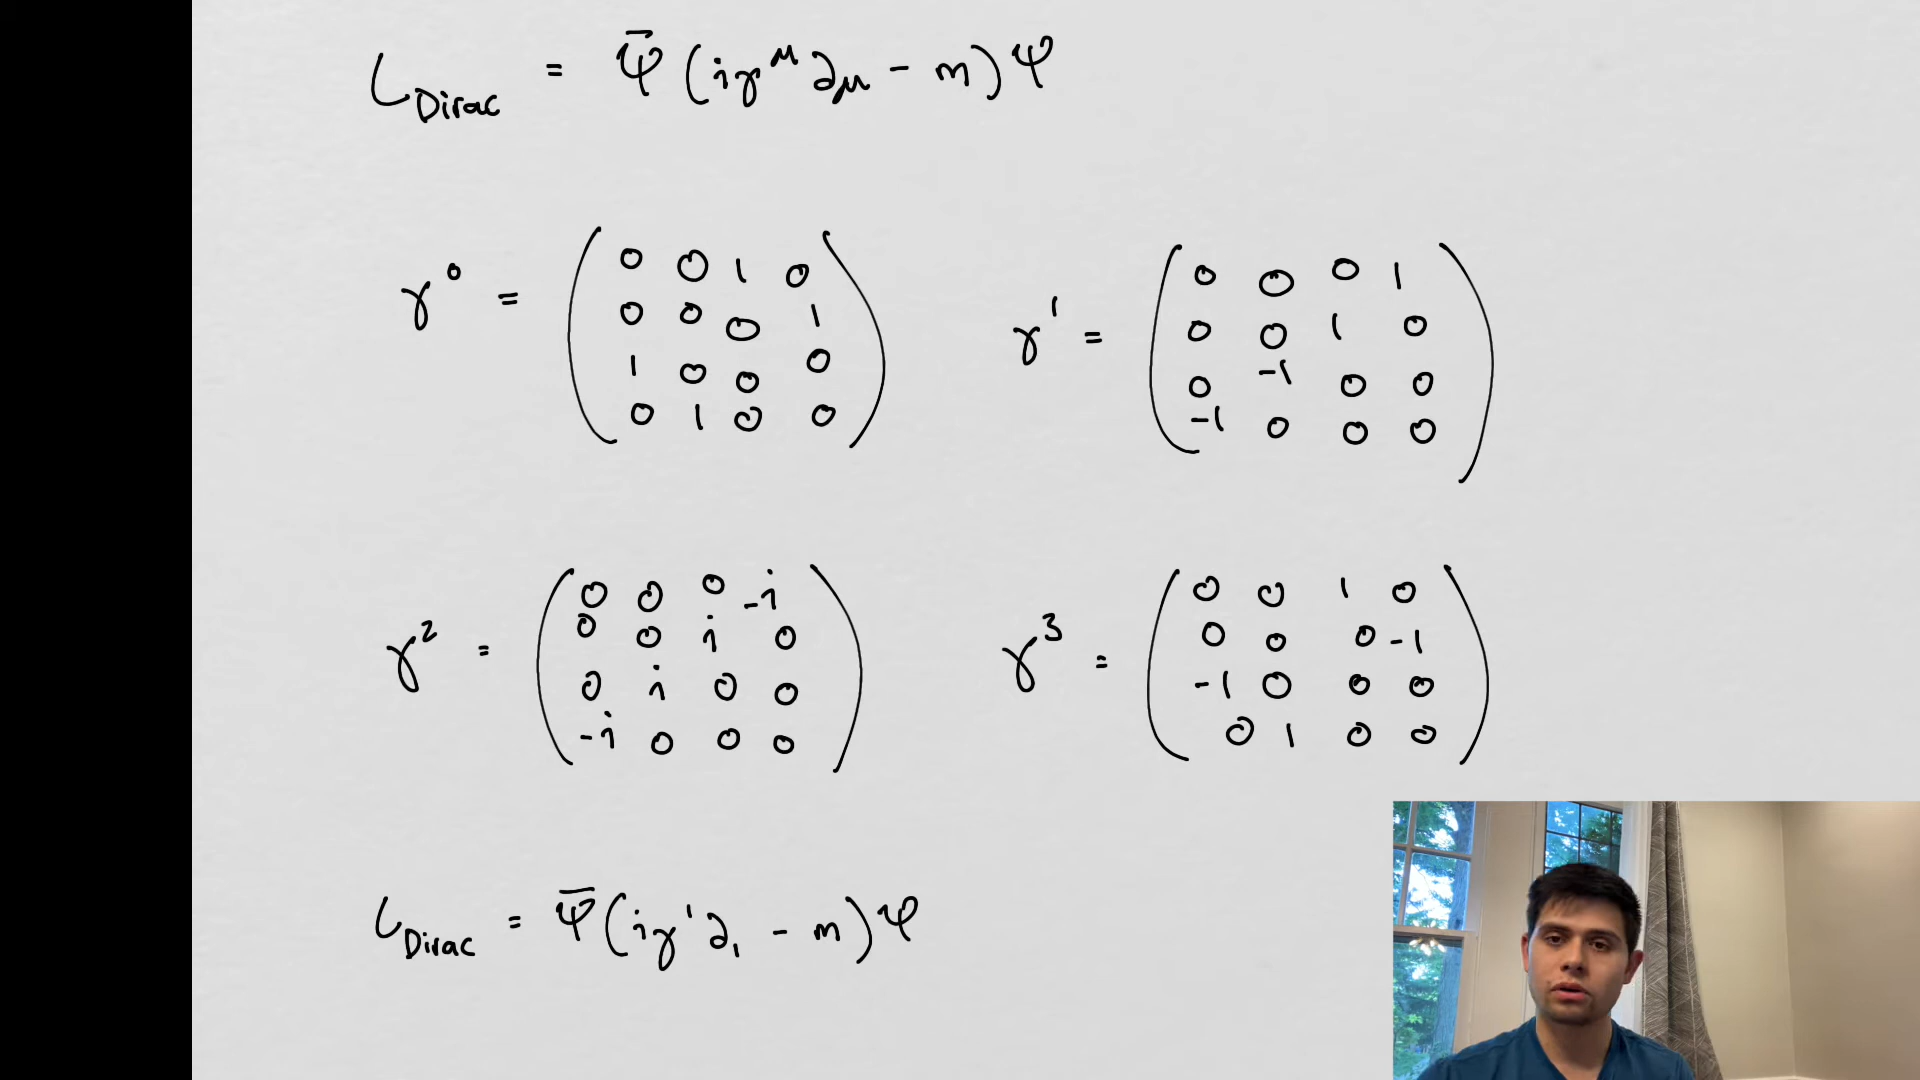 L_Dirac = ψ̄ (iγ^μ ∂_μ - m) ψ
γ^0 = ( 0 0 1 0
0 0 0 1
1 0 0 0
0 1 0 0 )
γ^1 = ( 0 0 0 1
0 0 1 0
0 -1 0 0
-1 0 0 0 )
γ^2 = ( 0 0 0 -i
0 0 i 0
0 i 0 0
-i 0 0 0 )
γ^3 = ( 0 0 1 0
0 0 0 -1
-1 0 0 0
0 1 0 0 )
L_Dirac = ψ̄ (iγ^1 ∂_1 - m) ψ